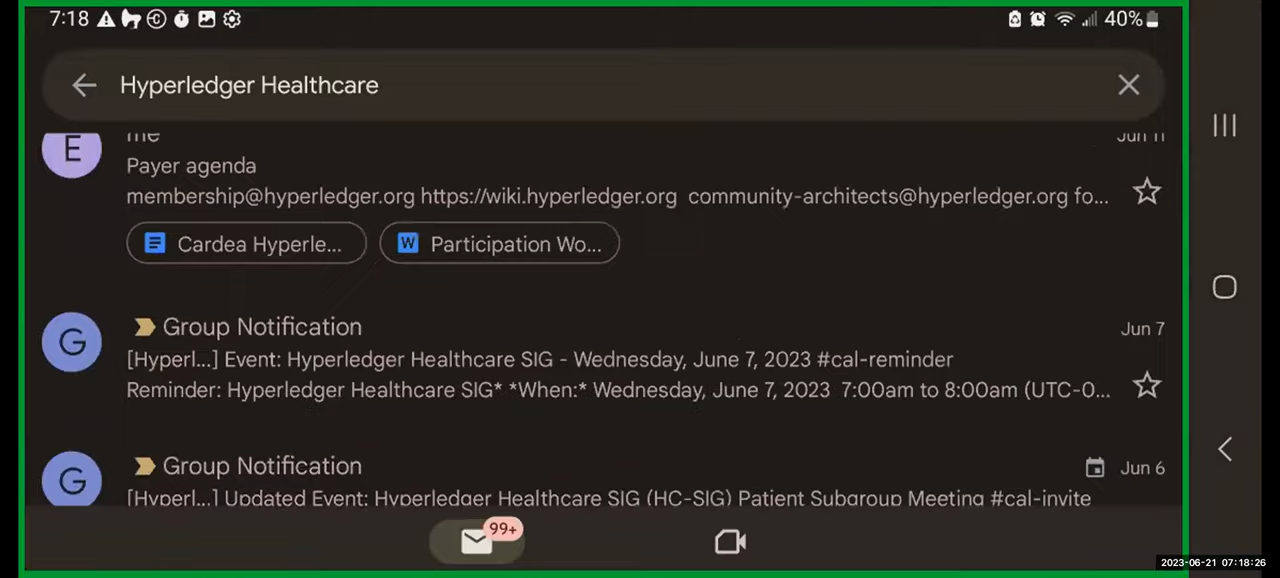 7:18
40%
Hyperledger Healthcare
E
me
Jun 11
Payer agenda
membership@hyperledger.org https://wiki.hyperledger.org community-architects@hyperledger.org fo...
Cardea Hyperle...
W
Participation Wo...
G
Group Notification
Jun 7
[Hyperl...] Event: Hyperledger Healthcare SIG - Wednesday, June 7, 2023 #cal-reminder
Reminder: Hyperledger Healthcare SIG* *When:* Wednesday, June 7, 2023 7:00am to 8:00am (UTC-0...
G
Group Notification
Jun 6
[Hyperl...] Updated Event: Hyperledger Healthcare SIG (HC-SIG) Patient Subgroup Meeting #cal-invite
99+
2023-06-21 07:18:26